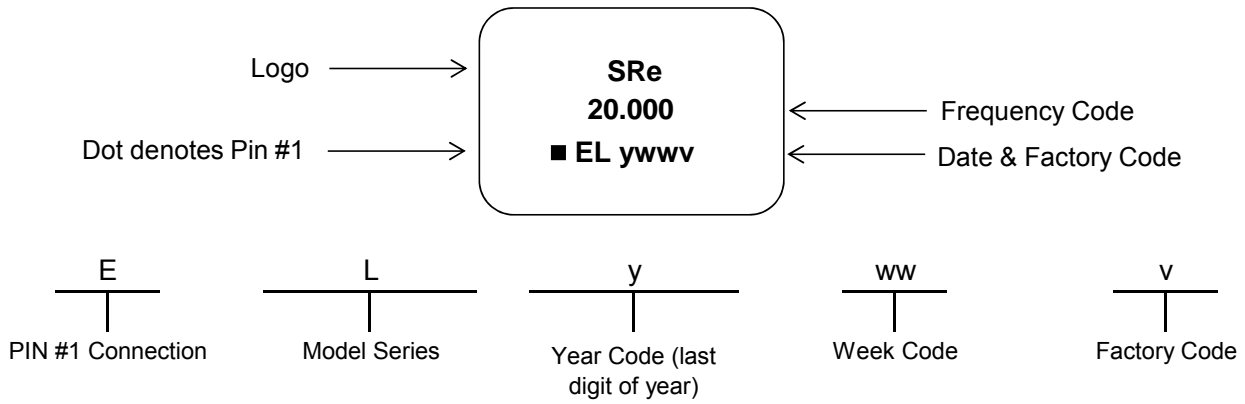 Logo
SRe
20.000
Frequency Code
Dot denotes Pin #1
■ EL ywwv
Date & Factory Code
E
L
y
ww
v
PIN #1 Connection
Model Series
Year Code (last
digit of year)
Week Code
Factory Code